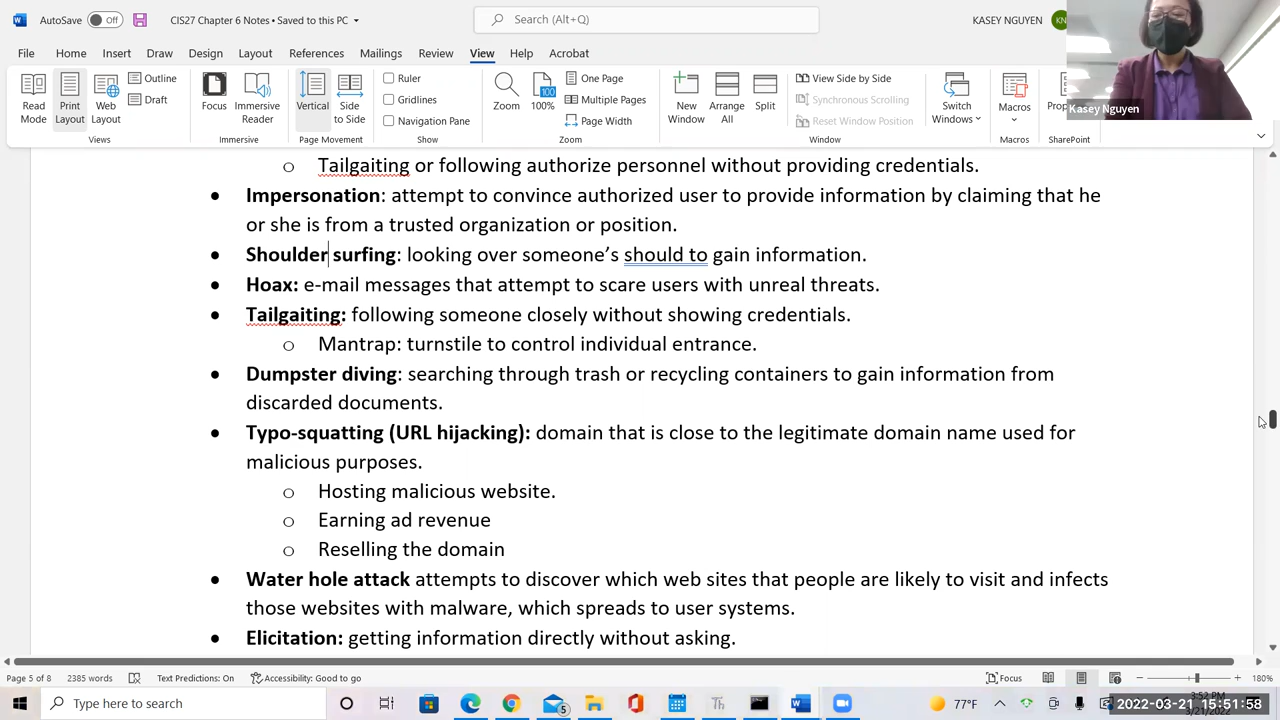 AutoSave Off CIS27 Chapter 6 Notes • Saved to this PC Search (Alt+Q) KASEY NGUYEN KN
File Home Insert Draw Design Layout References Mailings Review View Help Acrobat
Read Mode
Print Layout
Web Layout
Outline
Draft
Views
Focus
Immersive Reader
Immersive
Vertical
Side to Side
Page Movement
Ruler
Gridlines
Navigation Pane
Show
Zoom
100
100%
One Page
Multiple Pages
Page Width
Zoom
New Window
Arrange All
Split
View Side by Side
Synchronous Scrolling
Reset Window Position
Window
Switch Windows
Macros
Macros
SharePoint
Kasey Nguyen
o Tailgaiting or following authorize personnel without providing credentials.
• Impersonation: attempt to convince authorized user to provide information by claiming that he
or she is from a trusted organization or position.
• Shoulder surfing: looking over someone’s should to gain information.
• Hoax: e-mail messages that attempt to scare users with unreal threats.
• Tailgaiting: following someone closely without showing credentials.
o Mantrap: turnstile to control individual entrance.
• Dumpster diving: searching through trash or recycling containers to gain information from
discarded documents.
• Typo-squatting (URL hijacking): domain that is close to the legitimate domain name used for
malicious purposes.
o Hosting malicious website.
o Earning ad revenue
o Reselling the domain
• Water hole attack attempts to discover which web sites that people are likely to visit and infects
those websites with malware, which spreads to user systems.
• Elicitation: getting information directly without asking.
Page 5 of 8 2385 words Text Predictions: On Accessibility: Good to go Focus 180%
Type here to search 5 77°F 3:52 PM
2022-03-21 15:51:58